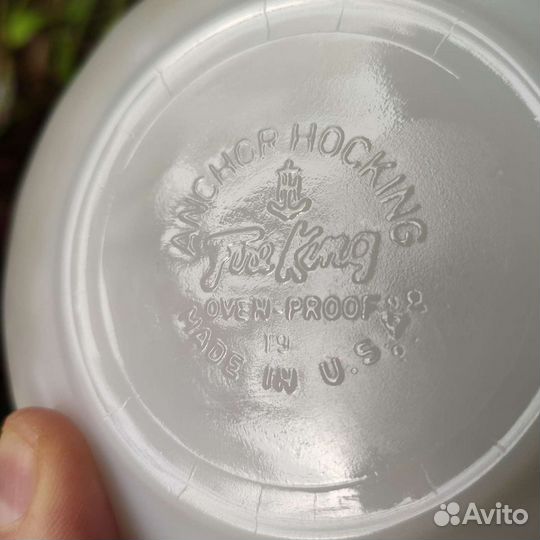 ANCHOR HOCKING
Fire King
OVEN-PROOF
19
MADE IN U.S.A.
Avito